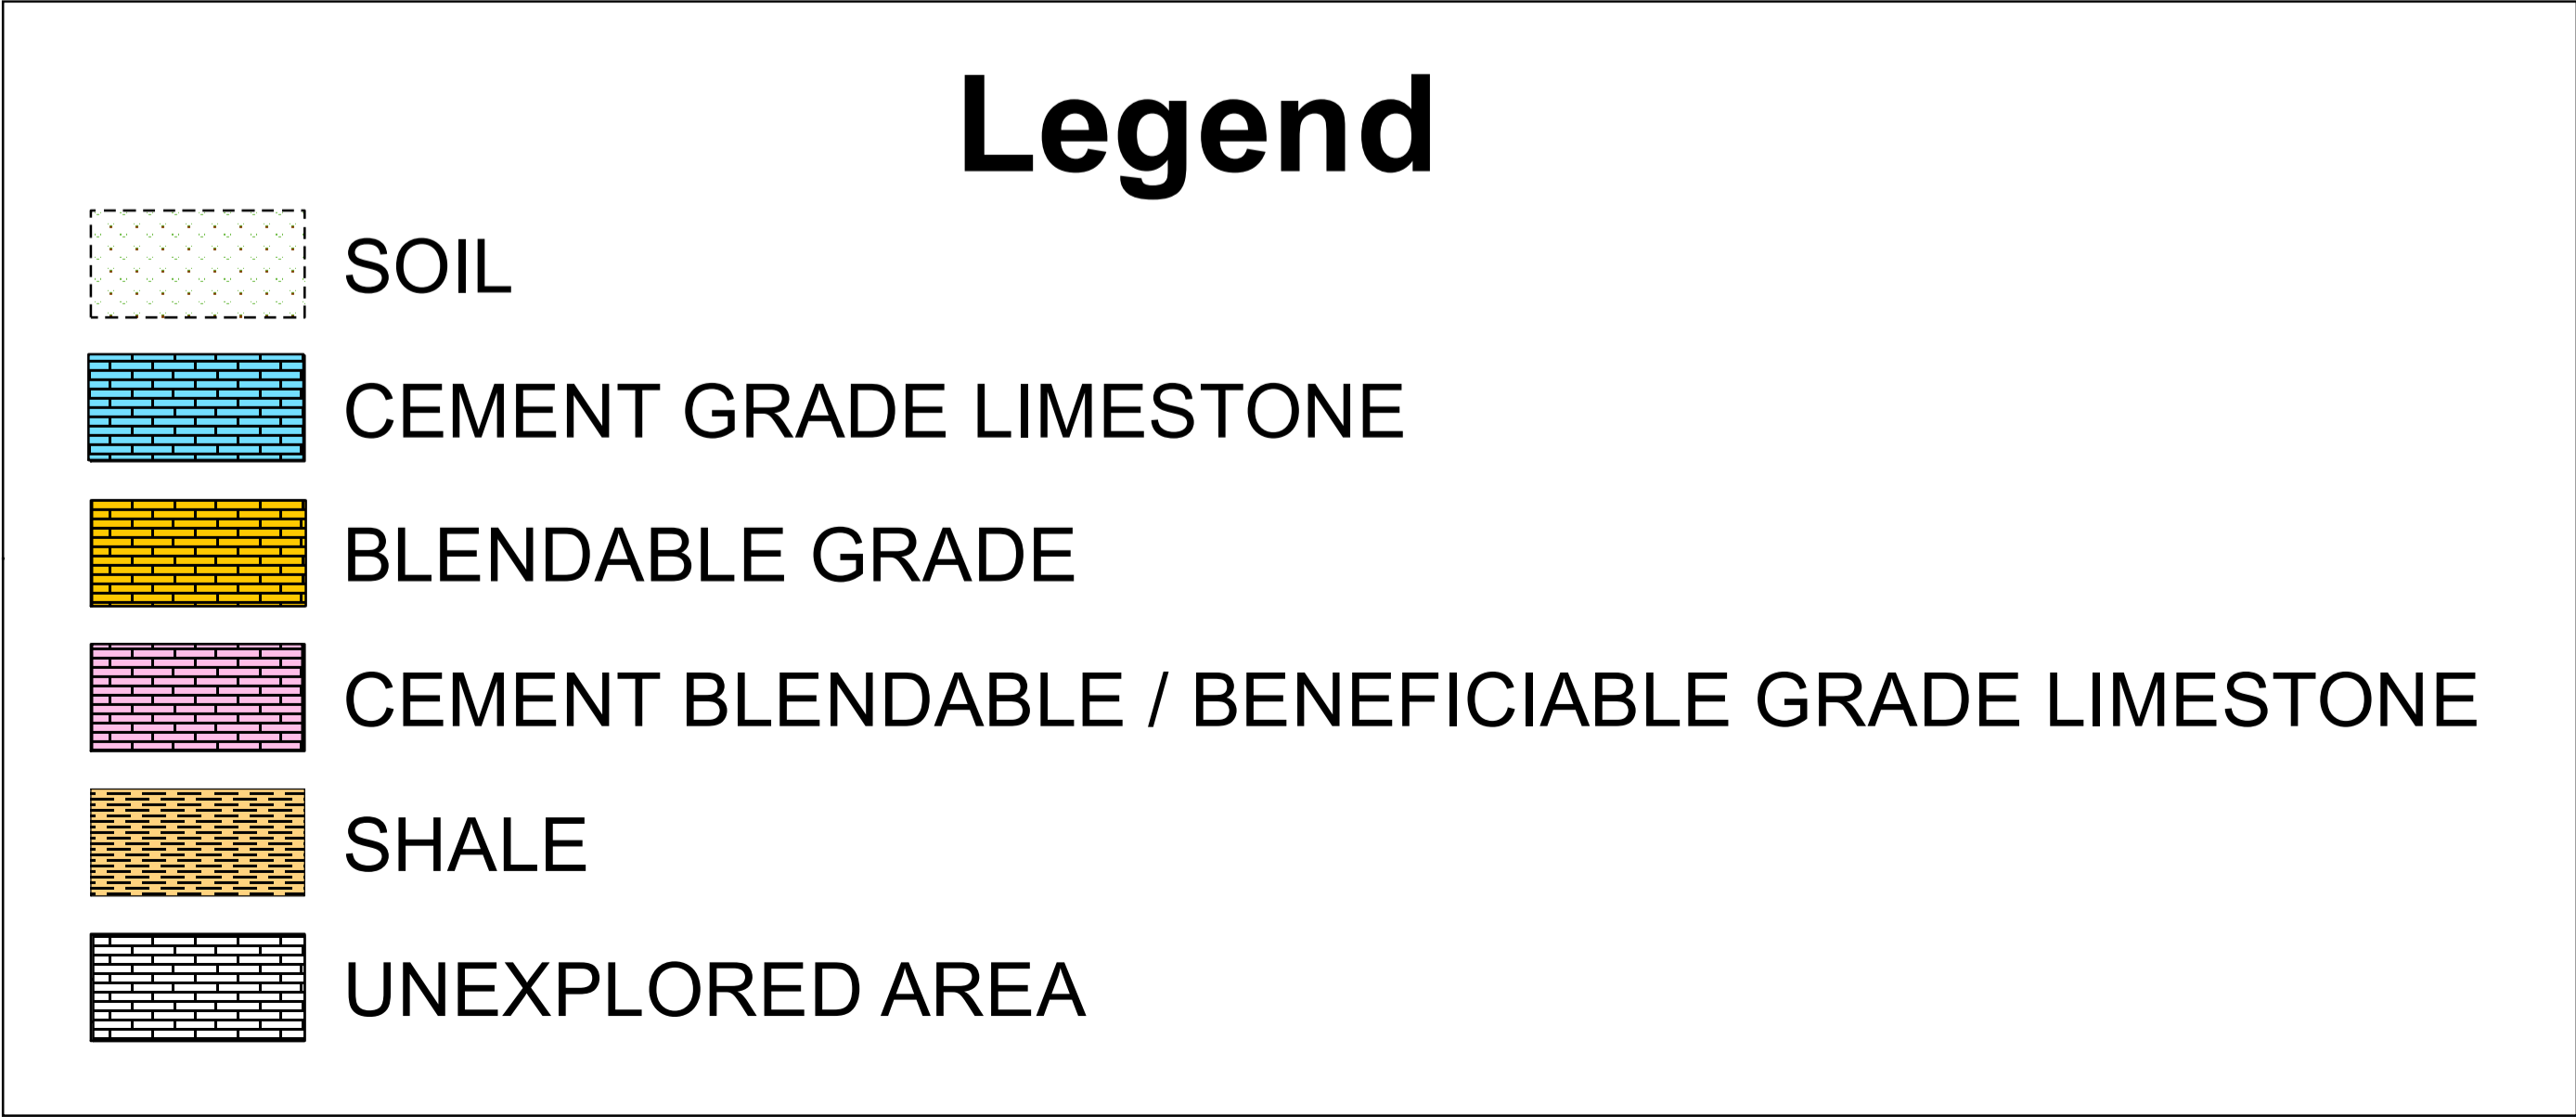 Legend
SOIL
CEMENT GRADE LIMESTONE
BLENDABLE GRADE
CEMENT BLENDABLE / BENEFICIABLE GRADE LIMESTONE
SHALE
UNEXPLORED AREA